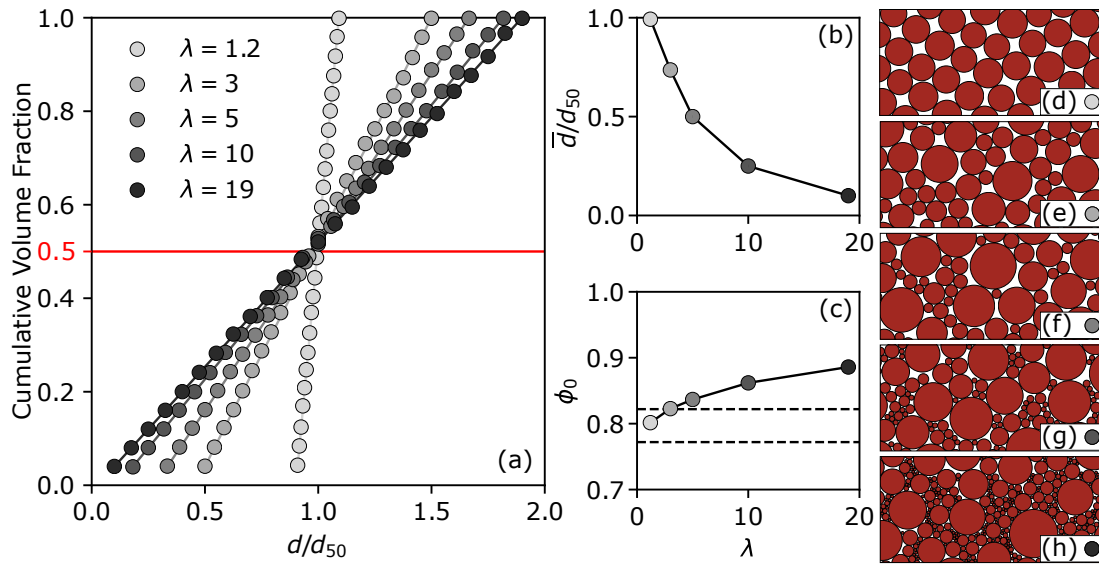 Cumulative Volume Fraction
1.0
0.8
0.6
0.5
0.4
0.2
0.0
λ = 1.2
λ = 3
λ = 5
λ = 10
λ = 19
(a)
0.0 0.5 1.0 1.5 2.0
d/d₅₀
(b)
d̅/d₅₀
1.0
0.5
0.0
0 10 20
(c)
ϕ₀
1.0
0.9
0.8
0.7
0 10 20
λ
(d)
(e)
(f)
(g)
(h)